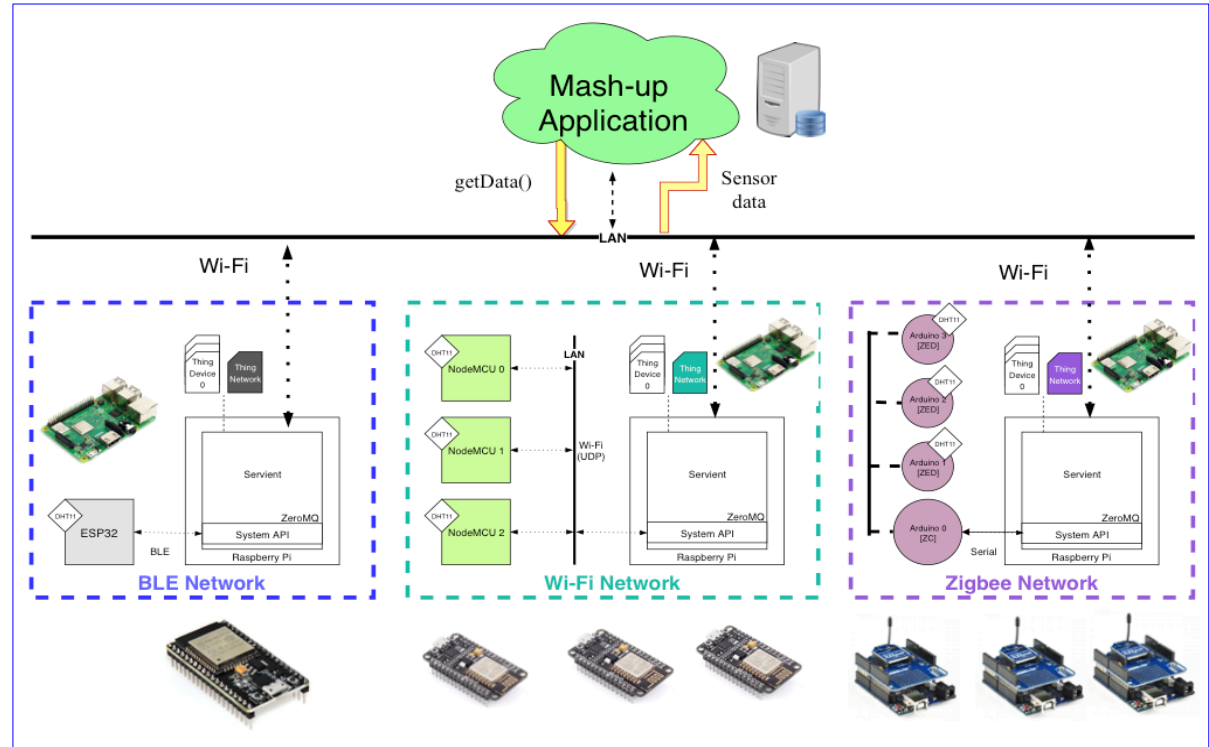 Mash-up
Application
getData()
Sensor
data
LAN
Wi-Fi
Wi-Fi
Wi-Fi
Thing
Device
0
Thing
Network
DHT11
ESP32
BLE
Servient
ZeroMQ
System API
Raspberry Pi
BLE Network
DHT11
NodeMCU 0
DHT11
NodeMCU 1
DHT11
NodeMCU 2
LAN
Wi-Fi
(UDP)
Thing
Device
0
Thing
Network
Servient
ZeroMQ
System API
Raspberry Pi
Wi-Fi Network
DHT11
Arduino 3
[ZED]
DHT11
Arduino 2
[ZED]
DHT11
Arduino 1
[ZED]
Arduino 0
[ZC]
Serial
Thing
Device
0
Thing
Network
Servient
ZeroMQ
System API
Raspberry Pi
Zigbee Network